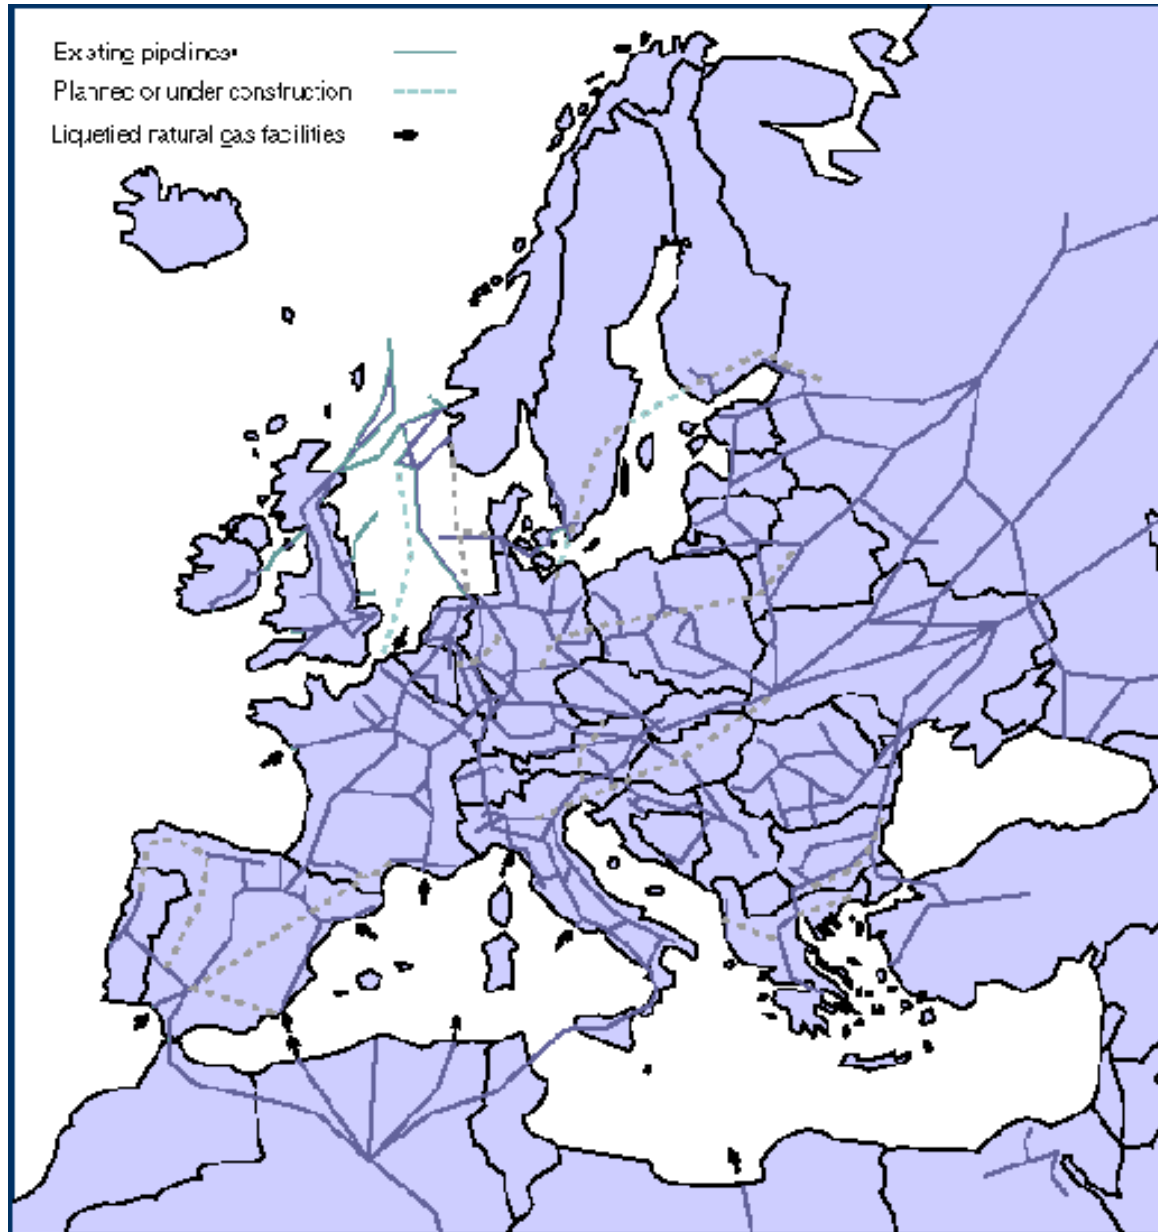 Existing pipelines
Planned or under construction
Liquefied natural gas facilities